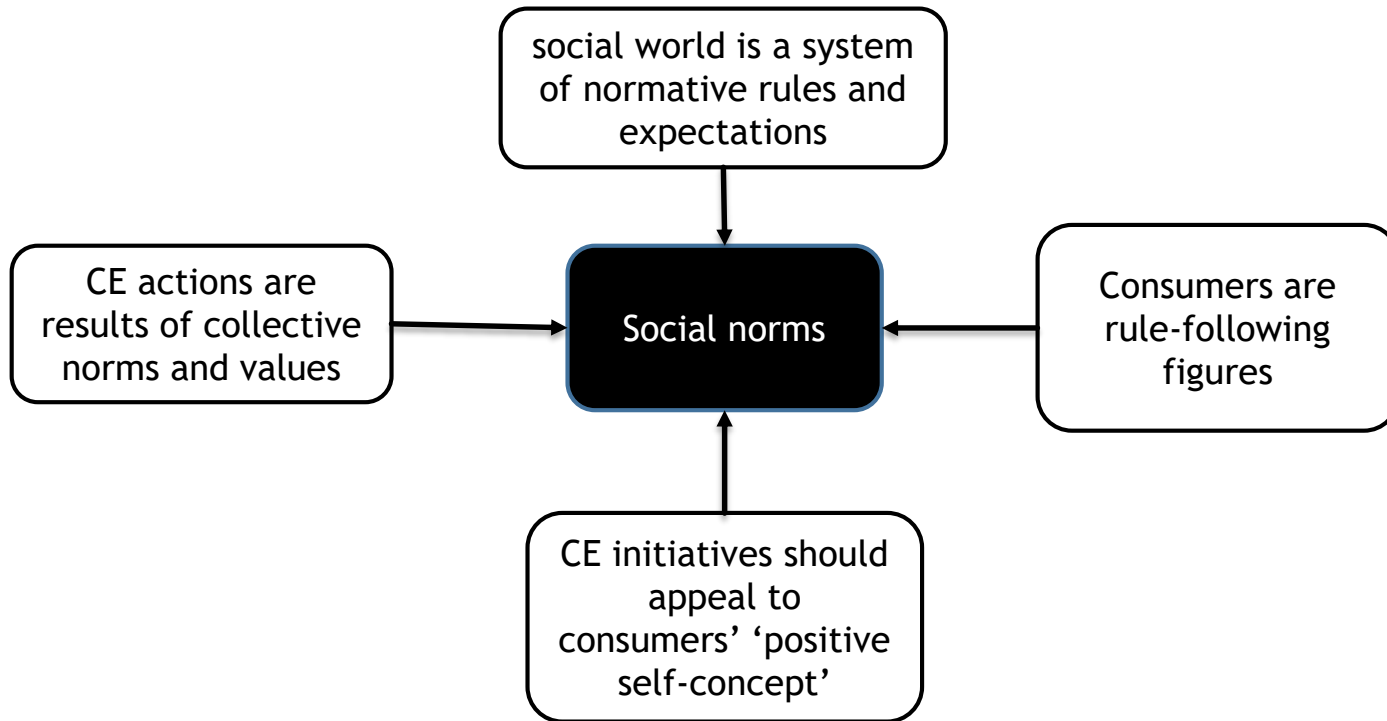 social world is a system
of normative rules and
expectations
CE actions are
results of collective
norms and values
Social norms
Consumers are
rule-following
figures
CE initiatives should
appeal to
consumers’ ‘positive
self-concept’